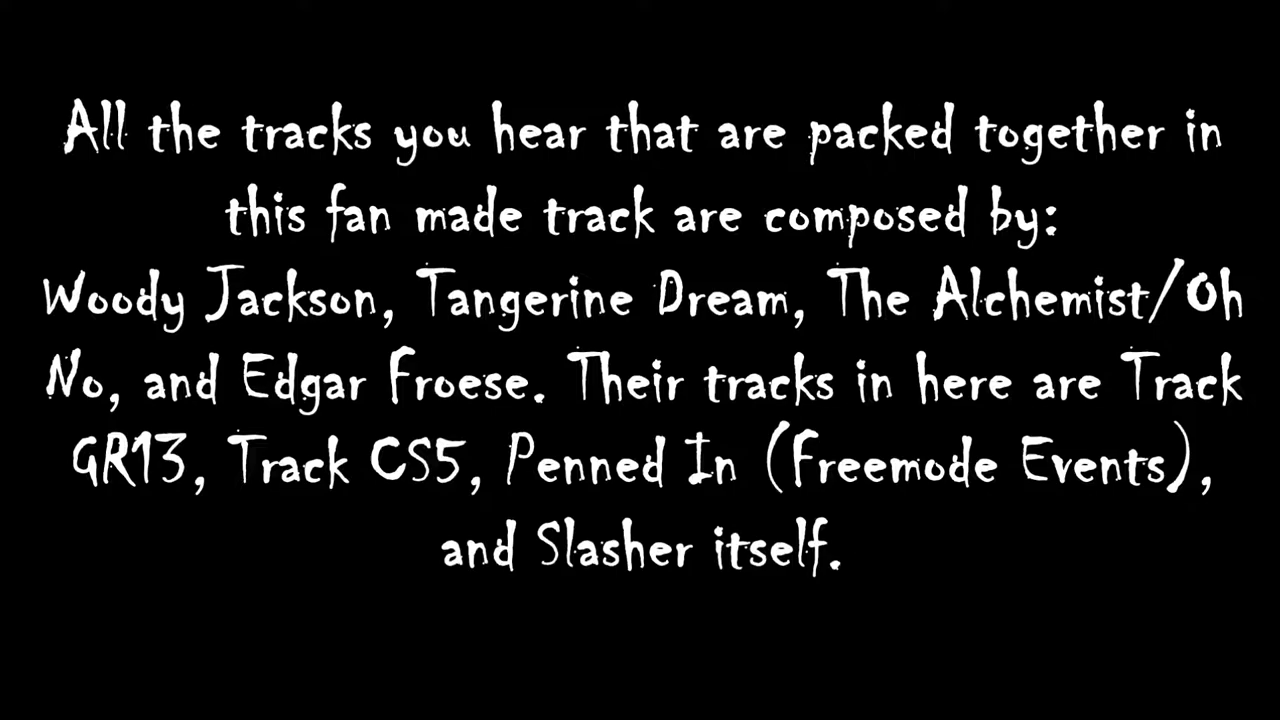 All the tracks you hear that are packed together in
this fan made track are composed by:
Woody Jackson, Tangerine Dream, The Alchemist/Oh
No, and Edgar Froese. Their tracks in here are Track
GR13, Track CS5, Penned In (Freemode Events),
and Slasher itself.